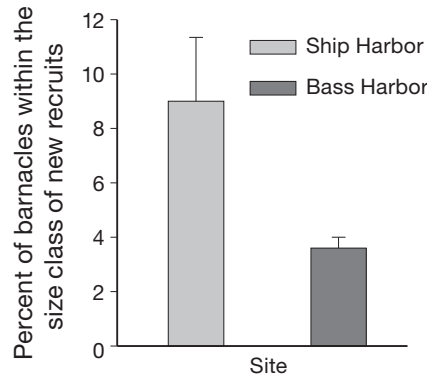 Percent of barnacles within the
size class of new recruits
12
10
8
6
4
2
0
Ship Harbor
Bass Harbor
Site